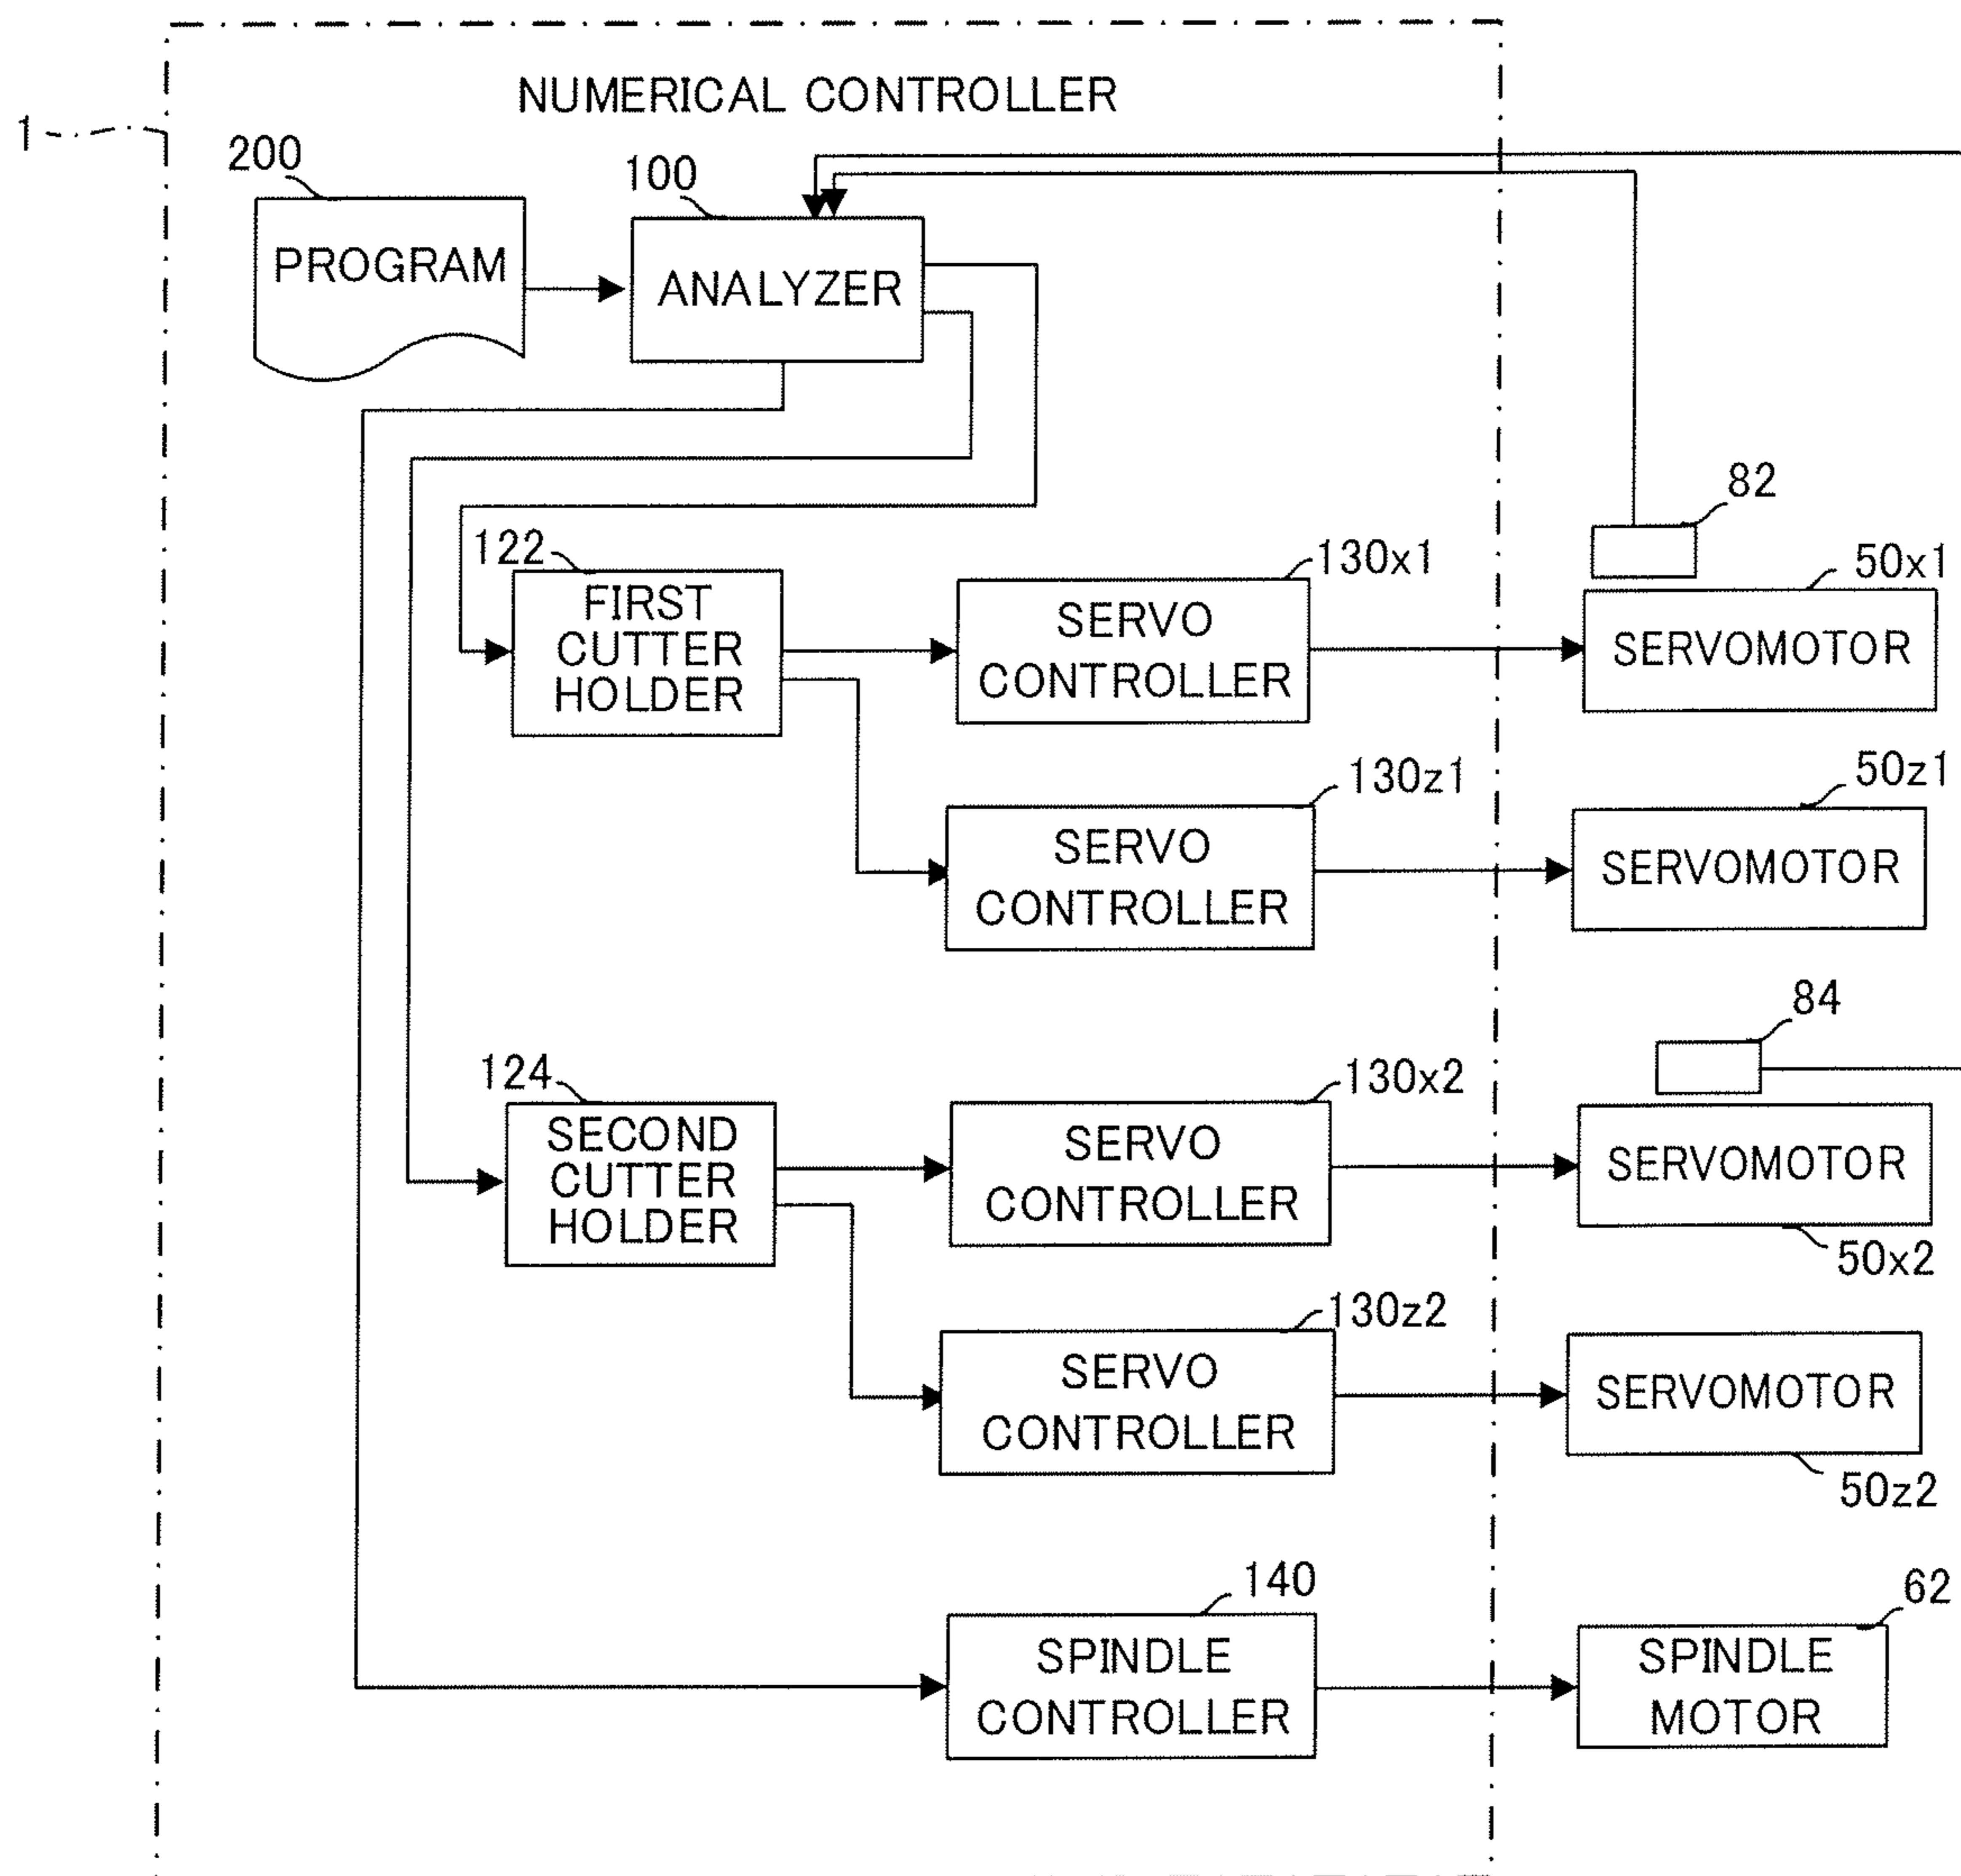 NUMERICAL CONTROLLER
1
200
100
PROGRAM
ANALYZER
82
122
130x1
50x1
FIRST
CUTTER
HOLDER
SERVO
CONTROLLER
SERVOMOTOR
130z1
50z1
SERVO
CONTROLLER
SERVOMOTOR
84
124
130x2
SECOND
CUTTER
HOLDER
SERVO
CONTROLLER
SERVOMOTOR
50x2
130z2
SERVO
CONTROLLER
SERVOMOTOR
50z2
140
62
SPINDLE
CONTROLLER
SPINDLE
MOTOR